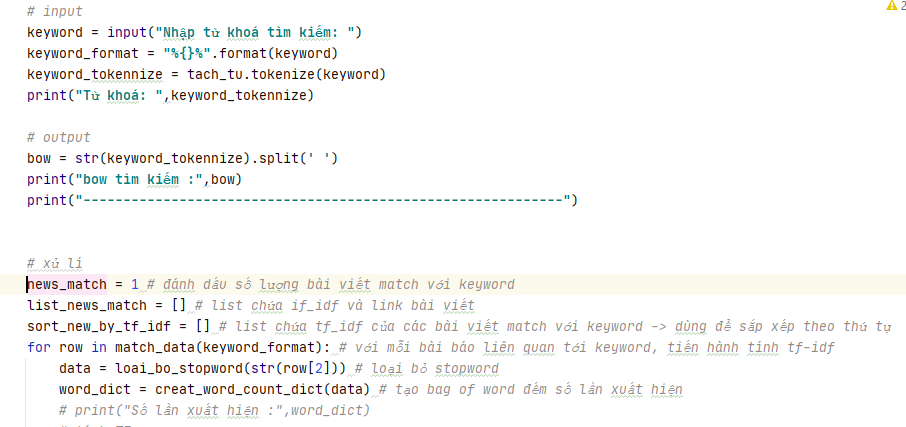 # input
keyword = input("Nhập từ khoá tìm kiếm: ")
keyword_format = "%{}%".format(keyword)
keyword_tokennize = tach_tu.tokenize(keyword)
print("Từ khoá: ",keyword_tokennize)
# output
bow = str(keyword_tokennize).split(' ')
print("bow tìm kiếm :",bow)
print("------------------------------------------------------------")
# xử lí
news_match = 1 # đánh dấu số lượng bài viết match với keyword
list_news_match = [] # list chứa if_idf và link bài viết
sort_new_by_tf_idf = [] # list chứa tf_idf của các bài viết match với keyword -> dùng để sắp xếp theo thứ tự
for row in match_data(keyword_format): # với mỗi bài báo liên quan tới keyword, tiến hành tính tf-idf
    data = loai_bo_stopword(str(row[2])) # loại bỏ stopword
    word_dict = creat_word_count_dict(data) # tạo bag of word đếm số lần xuất hiện
    # print("Số lần xuất hiện :",word_dict)